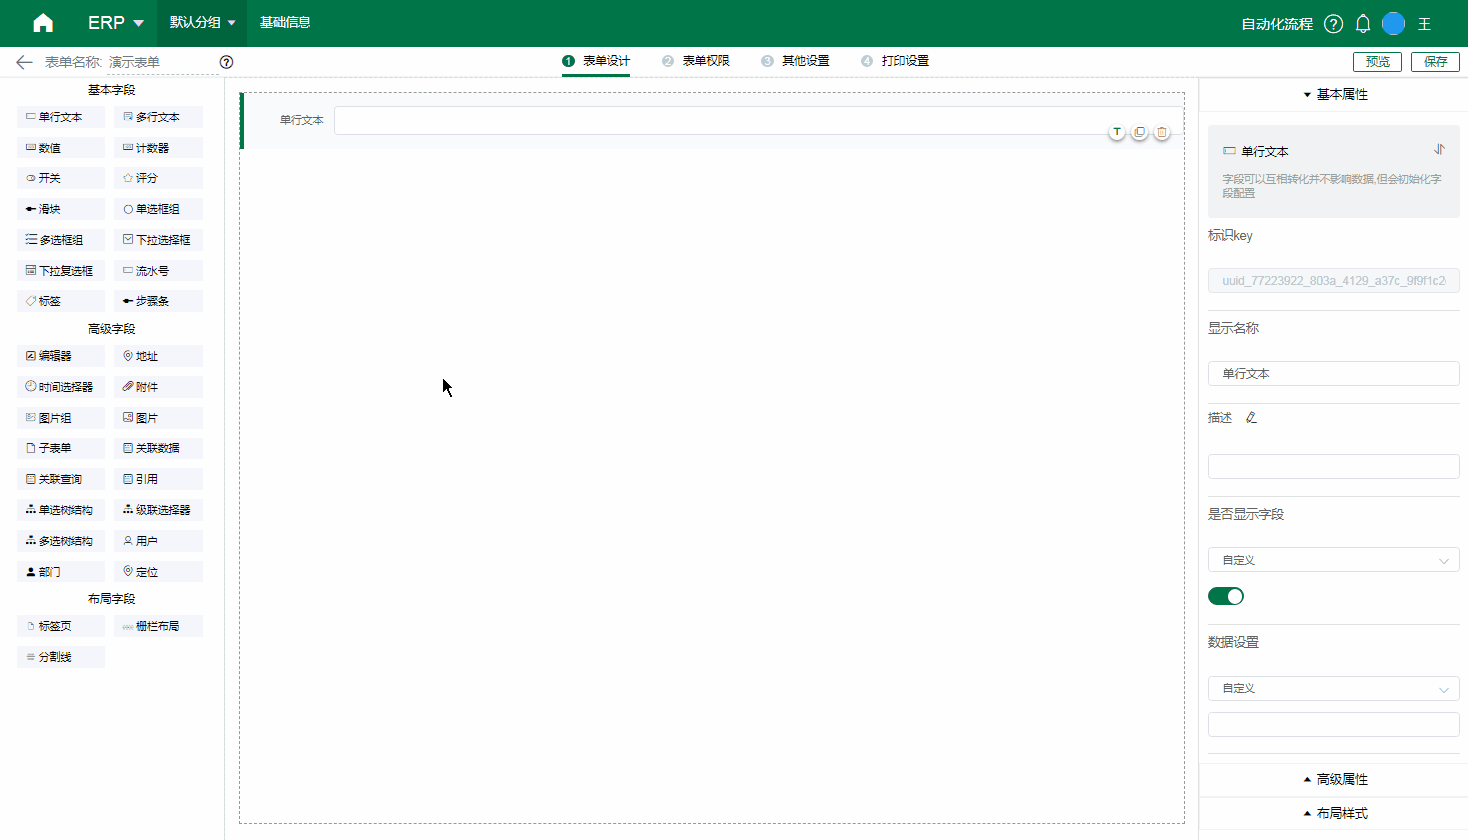 ERP
默认分组
基础信息
自动化流程
王
表单名称: 演示表单
1 表单设计
2 表单权限
3 其他设置
4 打印设置
预览
保存
基本字段
单行文本
多行文本
数值
计数器
开关
评分
滑块
单选框组
多选框组
下拉选择框
下拉复选框
流水号
标签
步骤条
高级字段
编辑器
地址
时间选择器
附件
图片组
图片
子表单
关联数据
关联查询
引用
单选树结构
级联选择器
多选树结构
用户
部门
定位
布局字段
标签页
栅栏布局
分割线
单行文本
T
基本属性
单行文本
字段可以互相转化并不影响数据,但会初始化字
段配置
标识key
uuid_77223922_803a_4129_a37c_9f9f1c2
显示名称
单行文本
描述
是否显示字段
自定义
数据设置
自定义
高级属性
布局样式